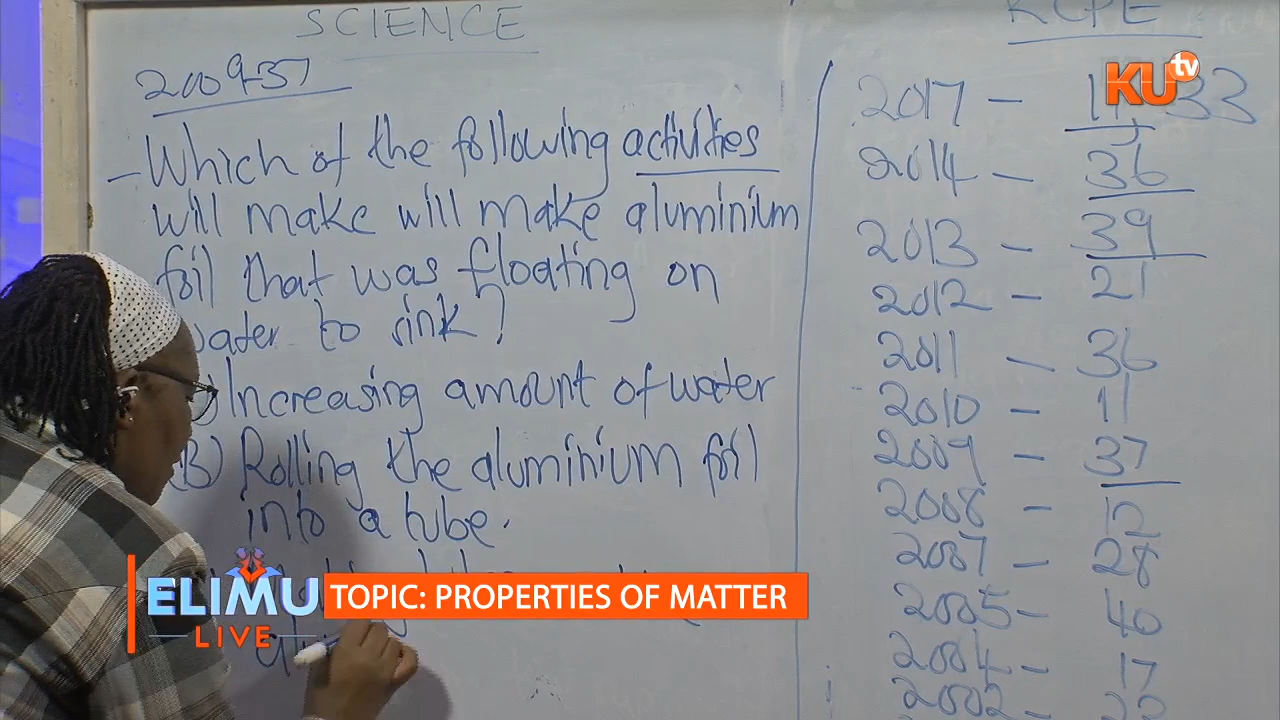 SCIENCE
2009-37
- Which of the following activities
will make will make aluminium
foil that was floating on
water to sink?
Increasing amount of water
B) Rolling the aluminium foil
into a tube.
KCPE
KU tv
2017 - 33
2014 - 36
2013 - 39
2012 - 21
2011 - 36
2010 - 11
2009 - 37
2008 -
2007 - 28
2005 - 40
2004 - 17
2002 -
ELIMU
LIVE
TOPIC: PROPERTIES OF MATTER